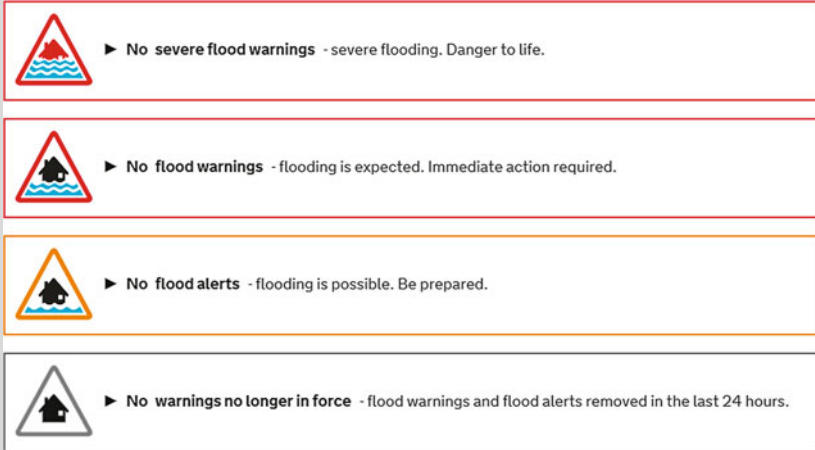 ► No severe flood warnings - severe flooding. Danger to life.
► No flood warnings - flooding is expected. Immediate action required.
► No flood alerts - flooding is possible. Be prepared.
► No warnings no longer in force - flood warnings and flood alerts removed in the last 24 hours.